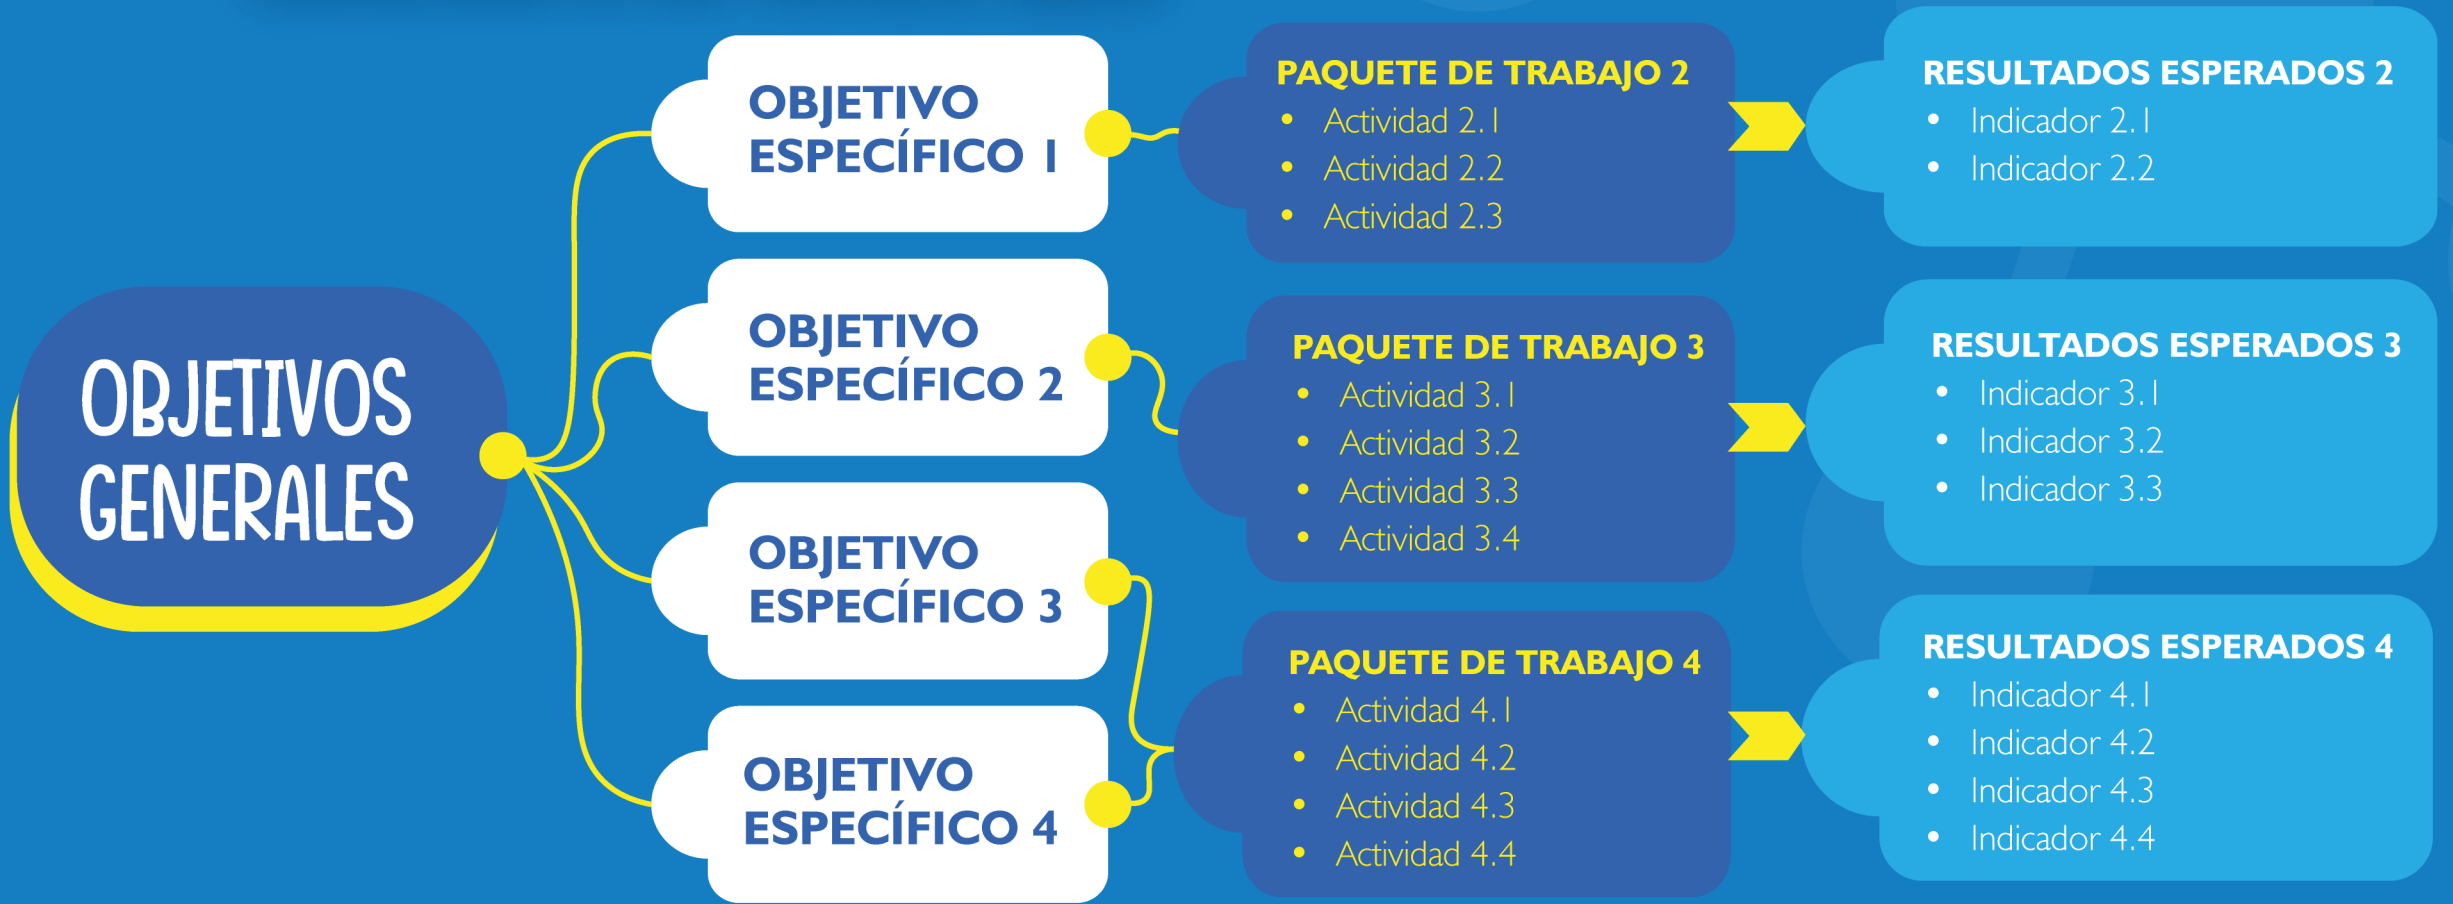 OBJETIVOS
GENERALES
OBJETIVO
ESPECÍFICO 1
OBJETIVO
ESPECÍFICO 2
OBJETIVO
ESPECÍFICO 3
OBJETIVO
ESPECÍFICO 4
PAQUETE DE TRABAJO 2
• Actividad 2.1
• Actividad 2.2
• Actividad 2.3
PAQUETE DE TRABAJO 3
• Actividad 3.1
• Actividad 3.2
• Actividad 3.3
• Actividad 3.4
PAQUETE DE TRABAJO 4
• Actividad 4.1
• Actividad 4.2
• Actividad 4.3
• Actividad 4.4
RESULTADOS ESPERADOS 2
• Indicador 2.1
• Indicador 2.2
RESULTADOS ESPERADOS 3
• Indicador 3.1
• Indicador 3.2
• Indicador 3.3
RESULTADOS ESPERADOS 4
• Indicador 4.1
• Indicador 4.2
• Indicador 4.3
• Indicador 4.4